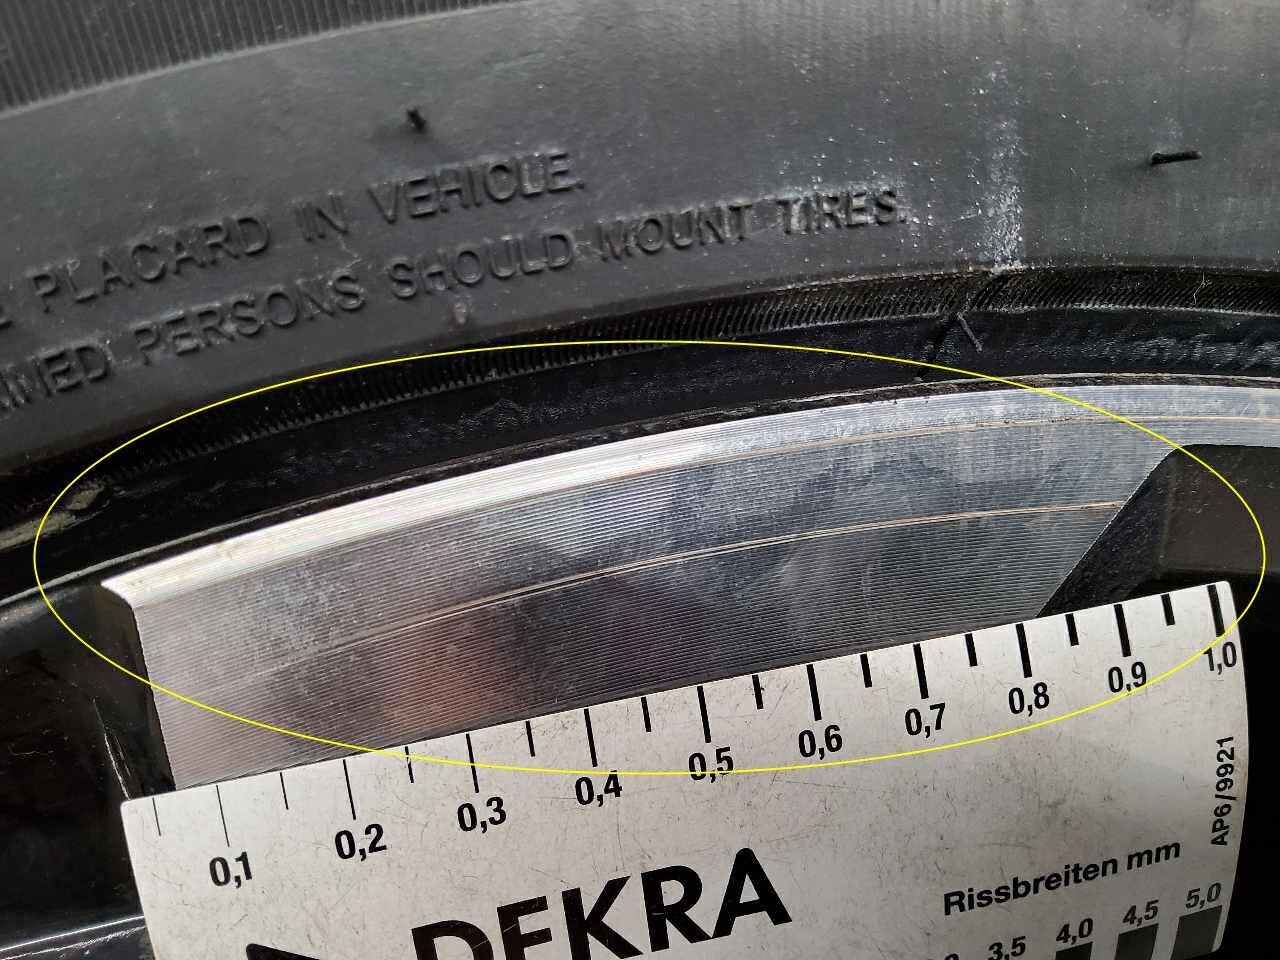 PLACARD IN VEHICLE.
PERSONS SHOULD MOUNT TIRES.
0,1 0,2 0,3 0,4 0,5 0,6 0,7 0,8 0,9 1,0
AP6/9921
DEKRA
Rissbreiten mm
3,5 4,0 4,5 5,0